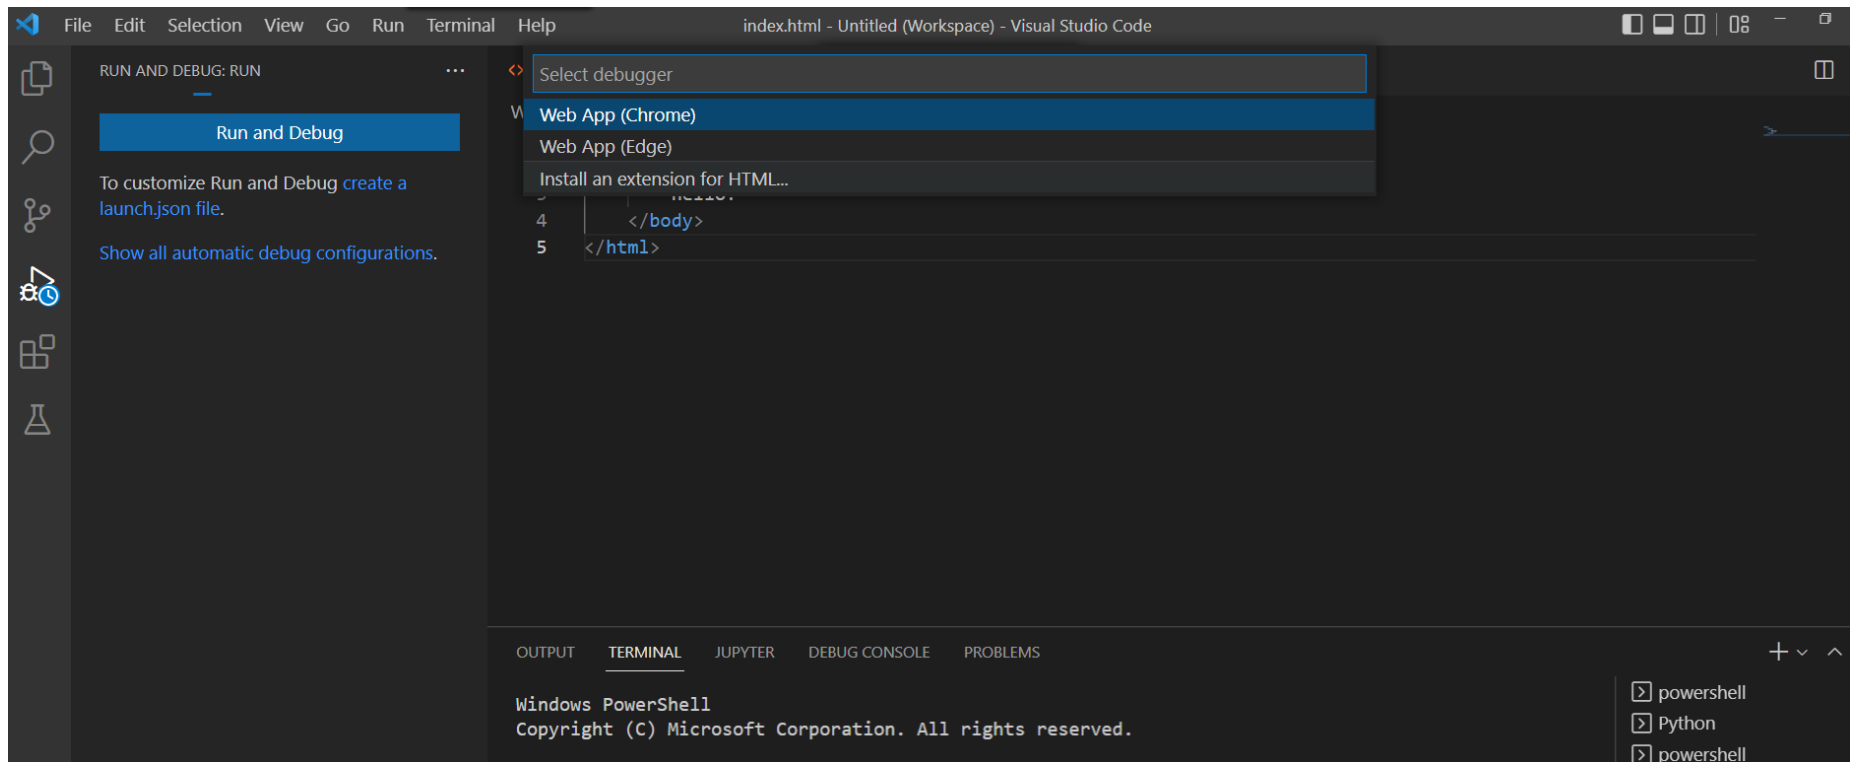 File Edit Selection View Go Run Terminal Help
index.html - Untitled (Workspace) - Visual Studio Code
RUN AND DEBUG: RUN
Run and Debug
To customize Run and Debug create a
launch.json file.
Show all automatic debug configurations.
Select debugger
Web App (Chrome)
Web App (Edge)
Install an extension for HTML...
4 </body>
5 </html>
OUTPUT TERMINAL JUPYTER DEBUG CONSOLE PROBLEMS
Windows PowerShell
Copyright (C) Microsoft Corporation. All rights reserved.
powershell
Python
powershell